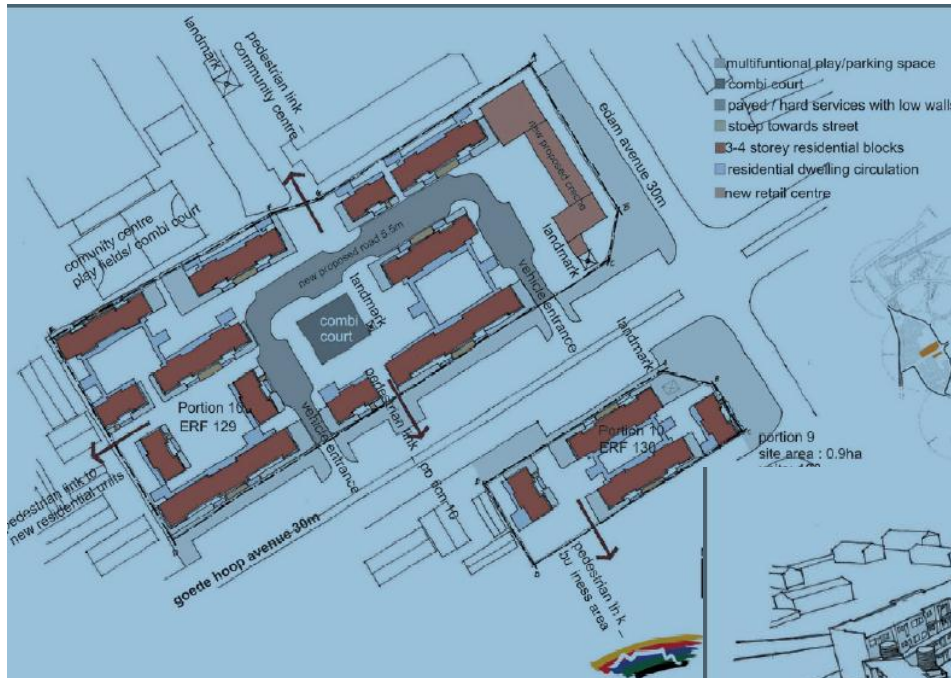 landmark
pedestrian link _
community centre
multifuntional play/parking space
combi court
paved / hard services with low walls
stoep towards street
3-4 storey residential blocks
residential dwelling circulation
new retail centre
edam avenue 30m
new proposed creche
landmark
comunity centre
play fields/ combi court
new proposed road 5.5m
landmark
combi
court
vehicle entrance
landmark
Portion 16
ERF 129
vehicle entrance
pedestrian link _
Portion 10
ERF 130
portion 9
site area : 0.9ha
pedestrian link to
new residential units
goede hoop avenue 30m
pedestrian link _
area